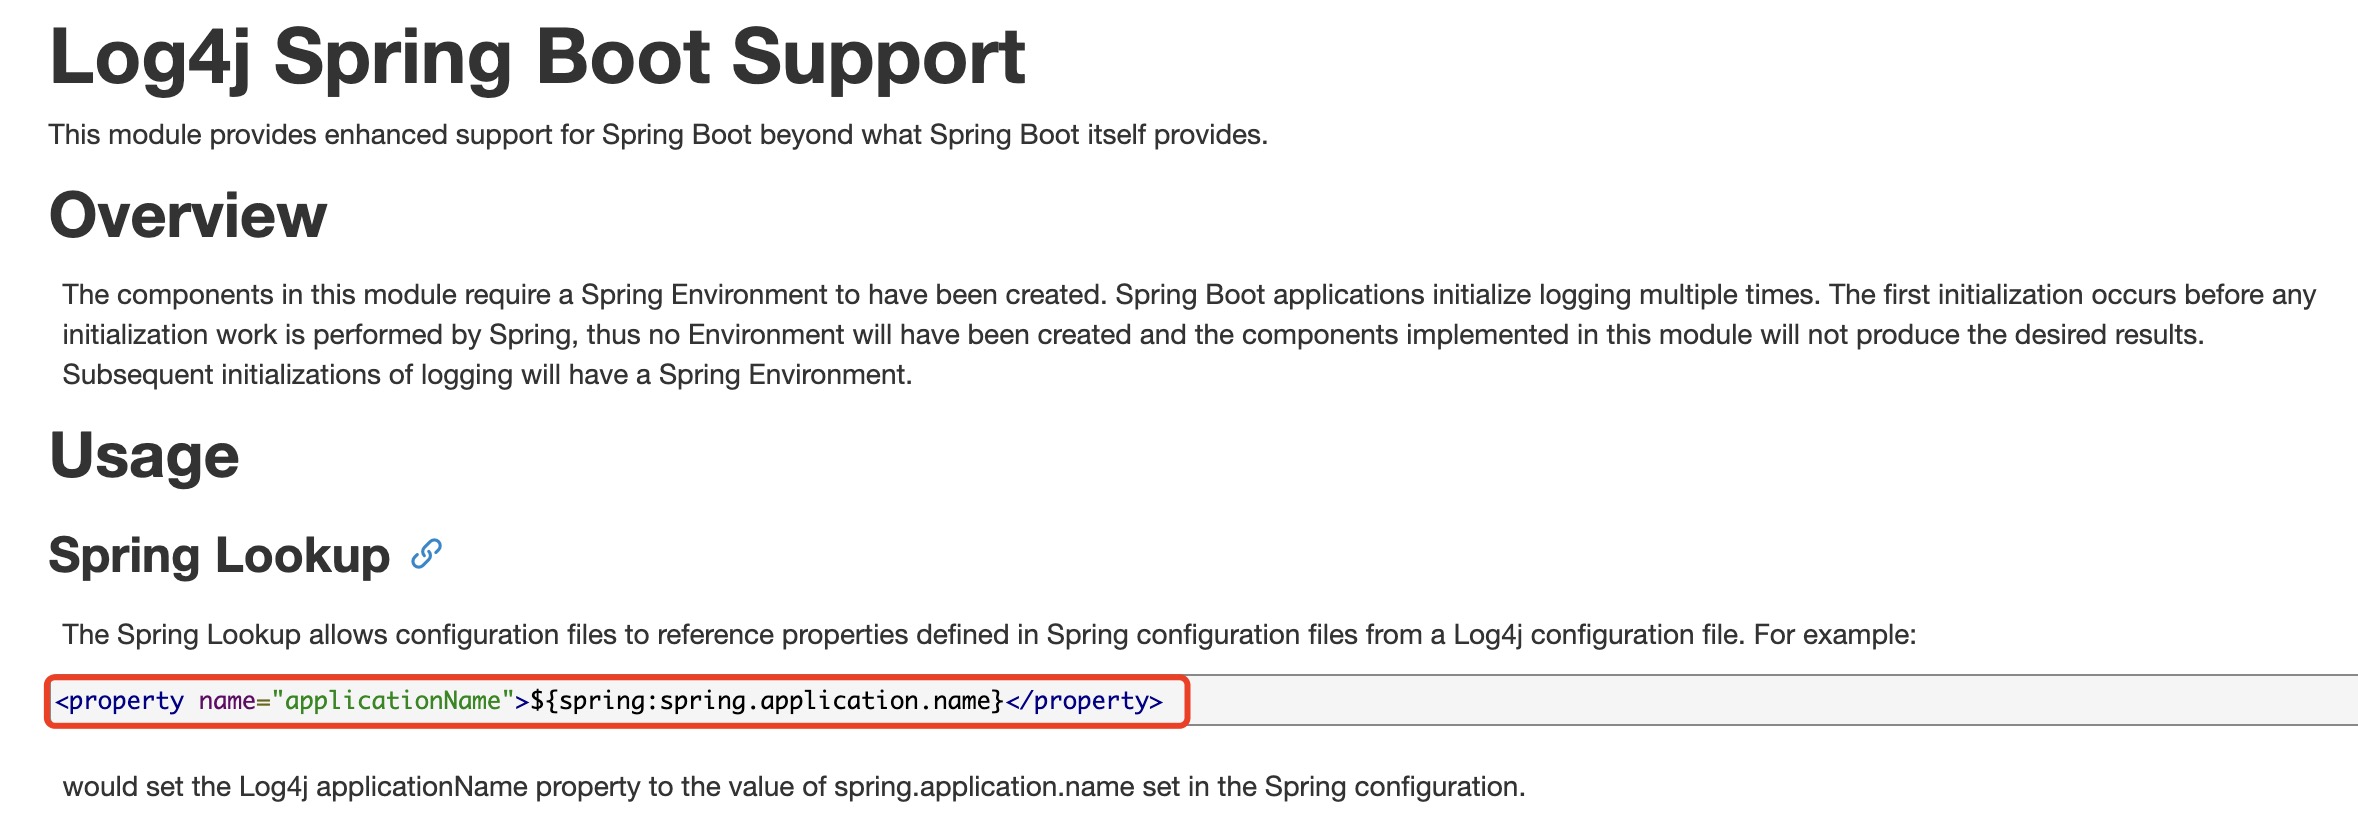 Log4j Spring Boot Support
This module provides enhanced support for Spring Boot beyond what Spring Boot itself provides.
Overview
The components in this module require a Spring Environment to have been created. Spring Boot applications initialize logging multiple times. The first initialization occurs before any
initialization work is performed by Spring, thus no Environment will have been created and the components implemented in this module will not produce the desired results.
Subsequent initializations of logging will have a Spring Environment.
Usage
Spring Lookup
The Spring Lookup allows configuration files to reference properties defined in Spring configuration files from a Log4j configuration file. For example:
<property name="applicationName">${spring:spring.application.name}</property>
would set the Log4j applicationName property to the value of spring.application.name set in the Spring configuration.